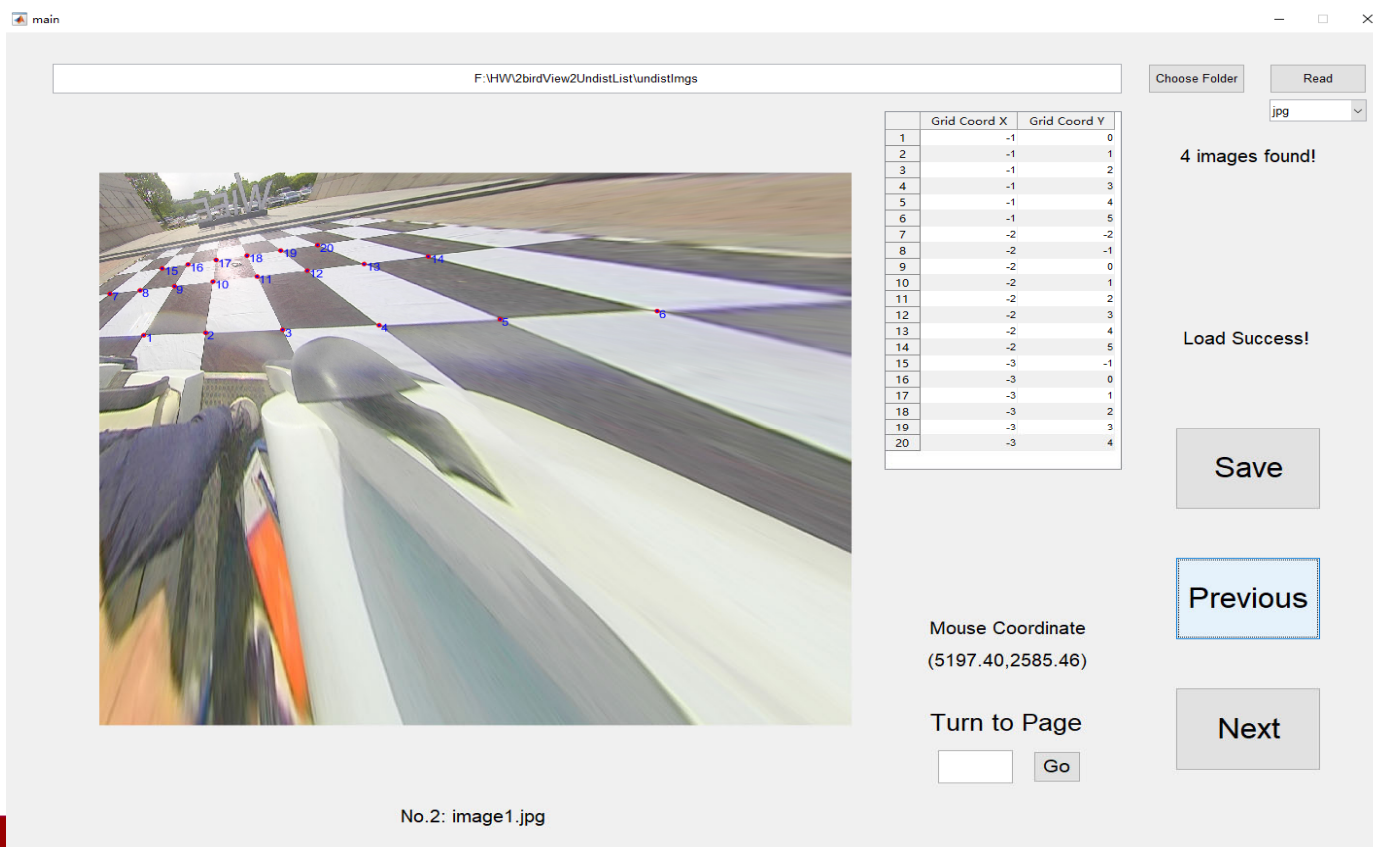 main
F:\HW\2birdView2UndistList\undistImgs
Choose Folder
Read
jpg
Grid Coord X Grid Coord Y
1 -1 0
2 -1 1
3 -1 2
4 -1 3
5 -1 4
6 -1 5
7 -2 -2
8 -2 -1
9 -2 0
10 -2 1
11 -2 2
12 -2 3
13 -2 4
14 -2 5
15 -3 -1
16 -3 0
17 -3 1
18 -3 2
19 -3 3
20 -3 4
4 images found!
Load Success!
Save
Previous
Next
Mouse Coordinate
(5197.40,2585.46)
Turn to Page
Go
20
19
18
17
16
15
14
13
12
11
10
9
8
7
6
5
4
3
2
1
No.2: image1.jpg